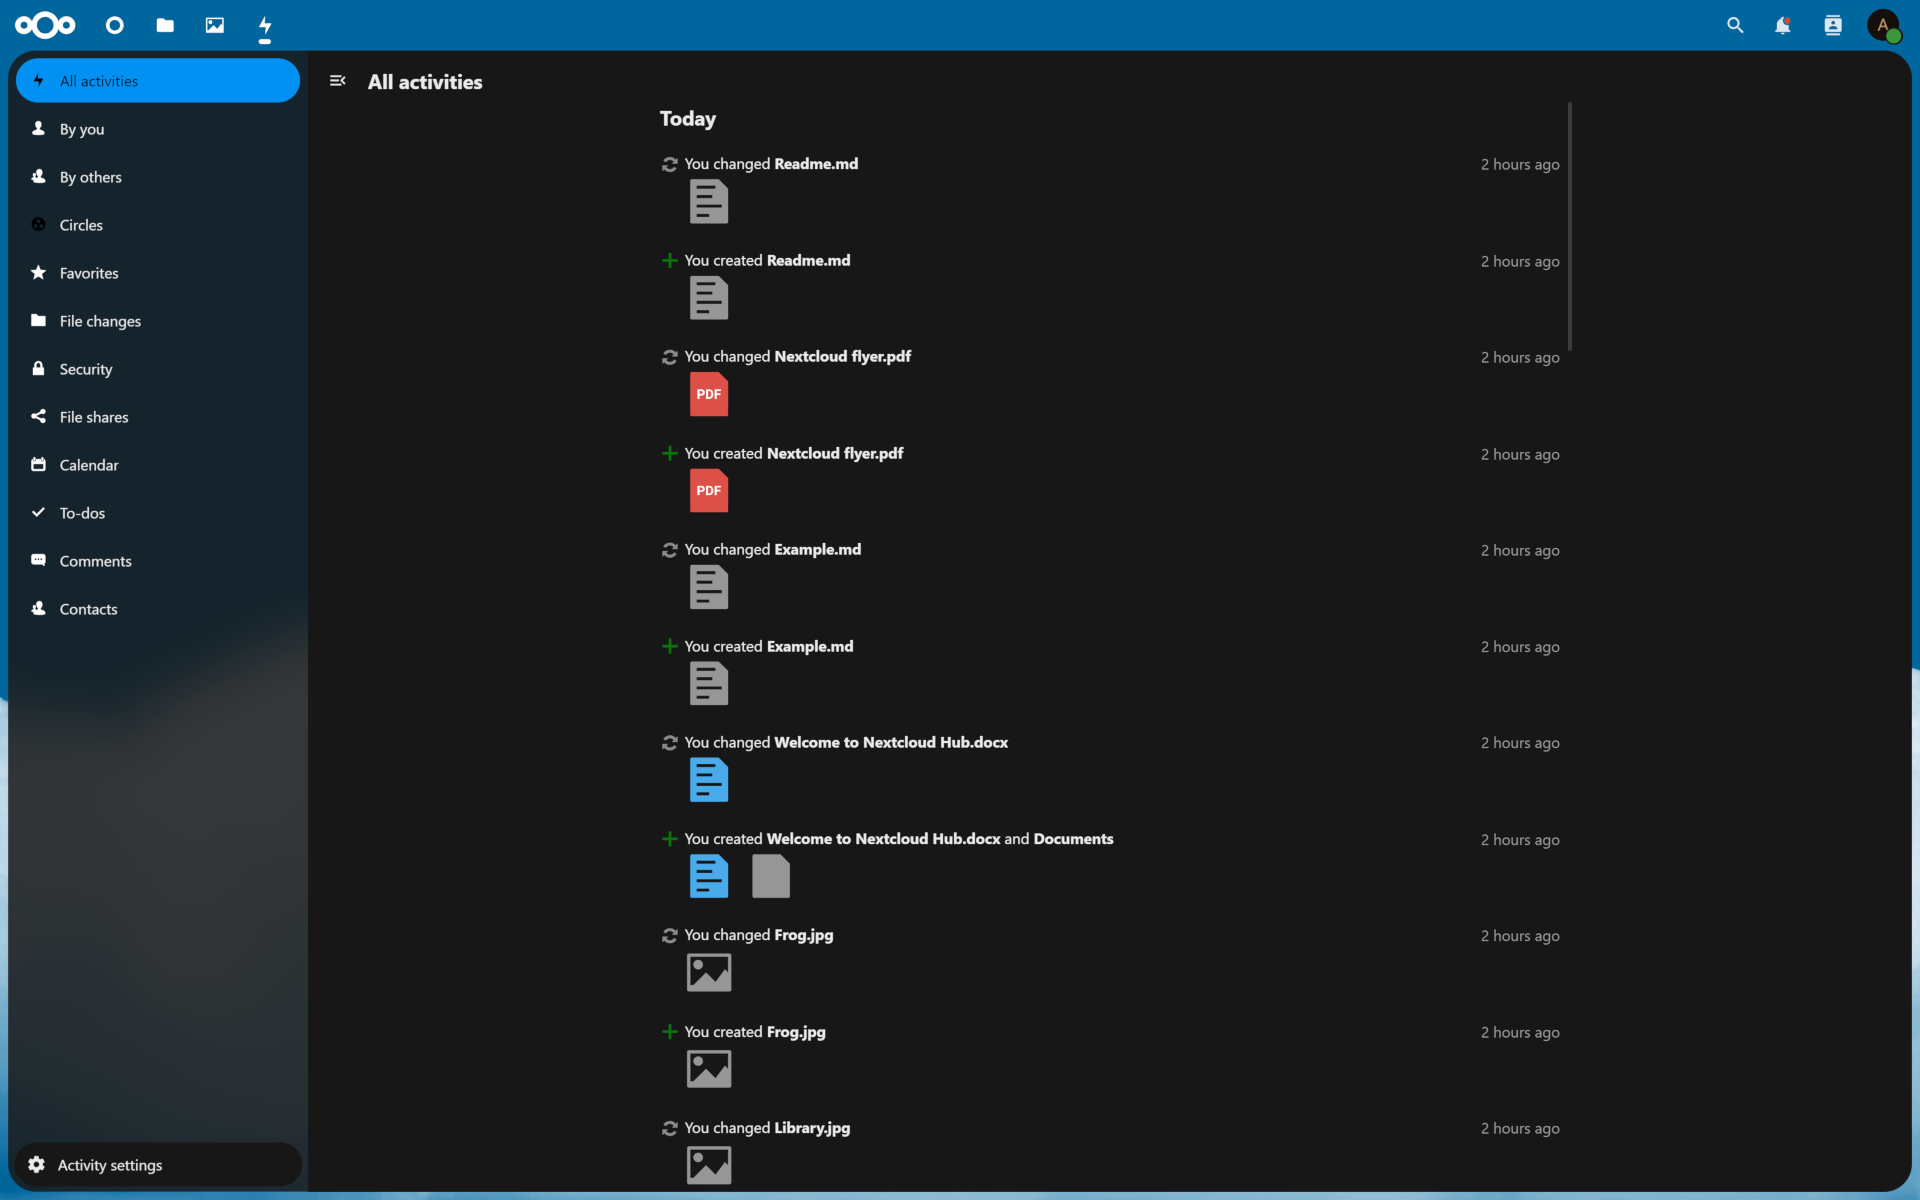 A
All activities
By you
By others
Circles
Favorites
File changes
Security
File shares
Calendar
To-dos
Comments
Contacts
Activity settings
All activities
Today
You changed Readme.md 2 hours ago
You created Readme.md 2 hours ago
You changed Nextcloud flyer.pdf 2 hours ago
PDF
You created Nextcloud flyer.pdf 2 hours ago
PDF
You changed Example.md 2 hours ago
You created Example.md 2 hours ago
You changed Welcome to Nextcloud Hub.docx 2 hours ago
You created Welcome to Nextcloud Hub.docx and Documents 2 hours ago
You changed Frog.jpg 2 hours ago
You created Frog.jpg 2 hours ago
You changed Library.jpg 2 hours ago